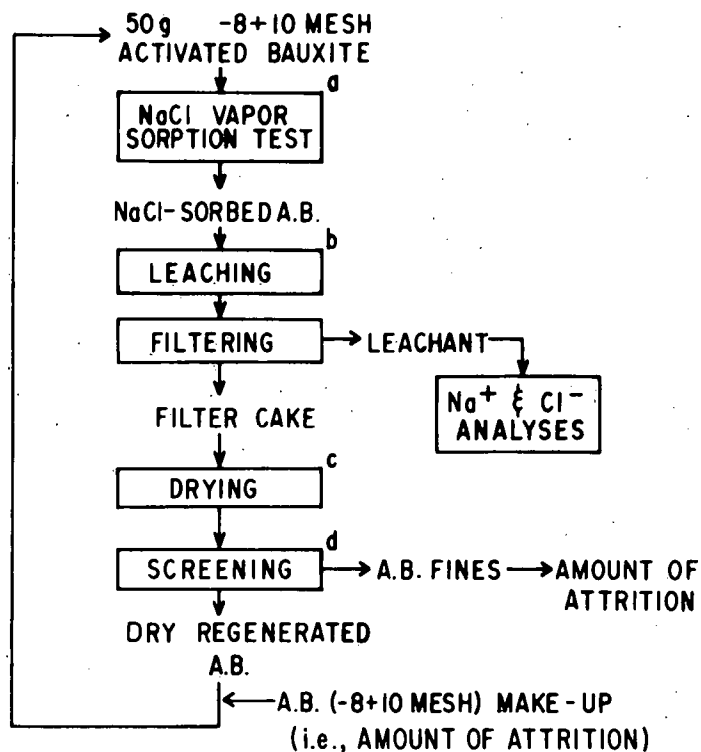 50g -8+10 MESH
ACTIVATED BAUXITE
a
NaCl VAPOR
SORPTION TEST
NaCl-SORBED A.B.
b
LEACHING
FILTERING
LEACHANT
Na⁺ & Cl⁻
ANALYSES
FILTER CAKE
c
DRYING
d
SCREENING
A.B. FINES
AMOUNT OF
ATTRITION
DRY REGENERATED
A.B.
A.B. (-8+10 MESH) MAKE-UP
(i.e., AMOUNT OF ATTRITION)